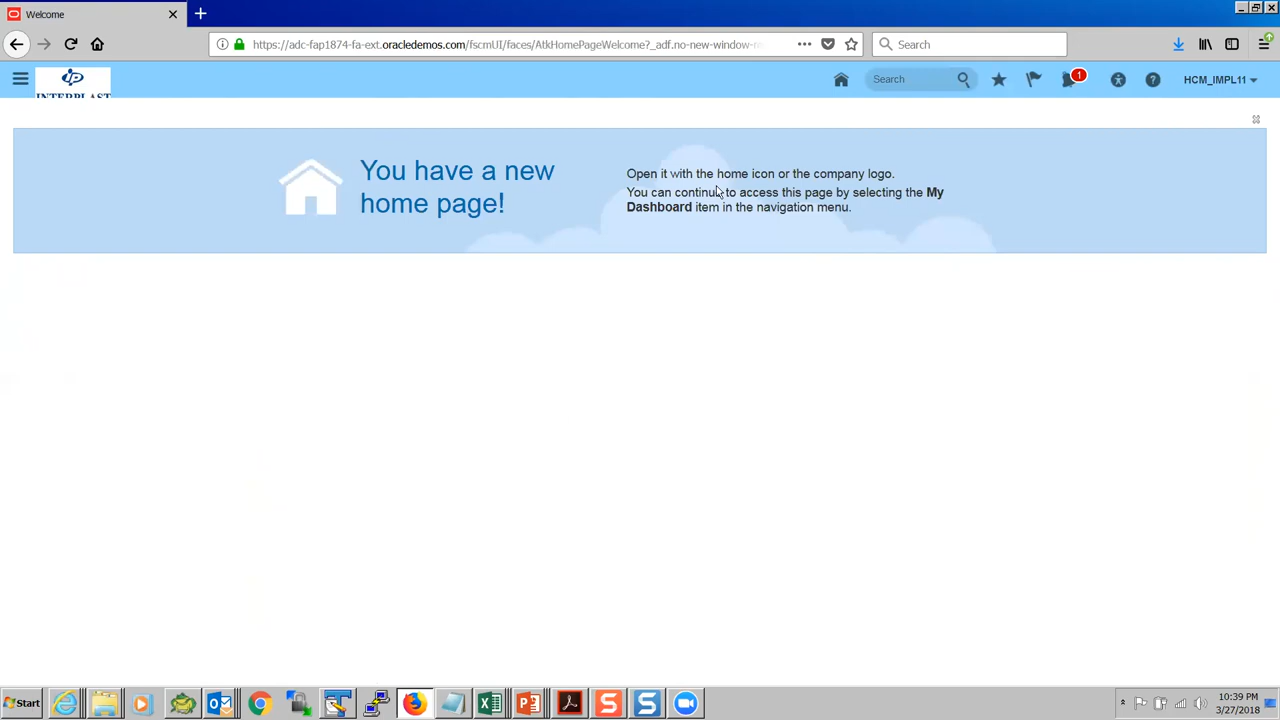 Welcome
https://adc-fap1874-fa-ext.oracledemos.com/fscmUI/faces/AtkHomePageWelcome?_adf.no-new-window-
Search
ip
INTERPLAST
Search
1
HCM_IMPL11
You have a new
home page!
Open it with the home icon or the company logo.
You can continue to access this page by selecting the My
Dashboard item in the navigation menu.
Start
10:39 PM
3/27/2018